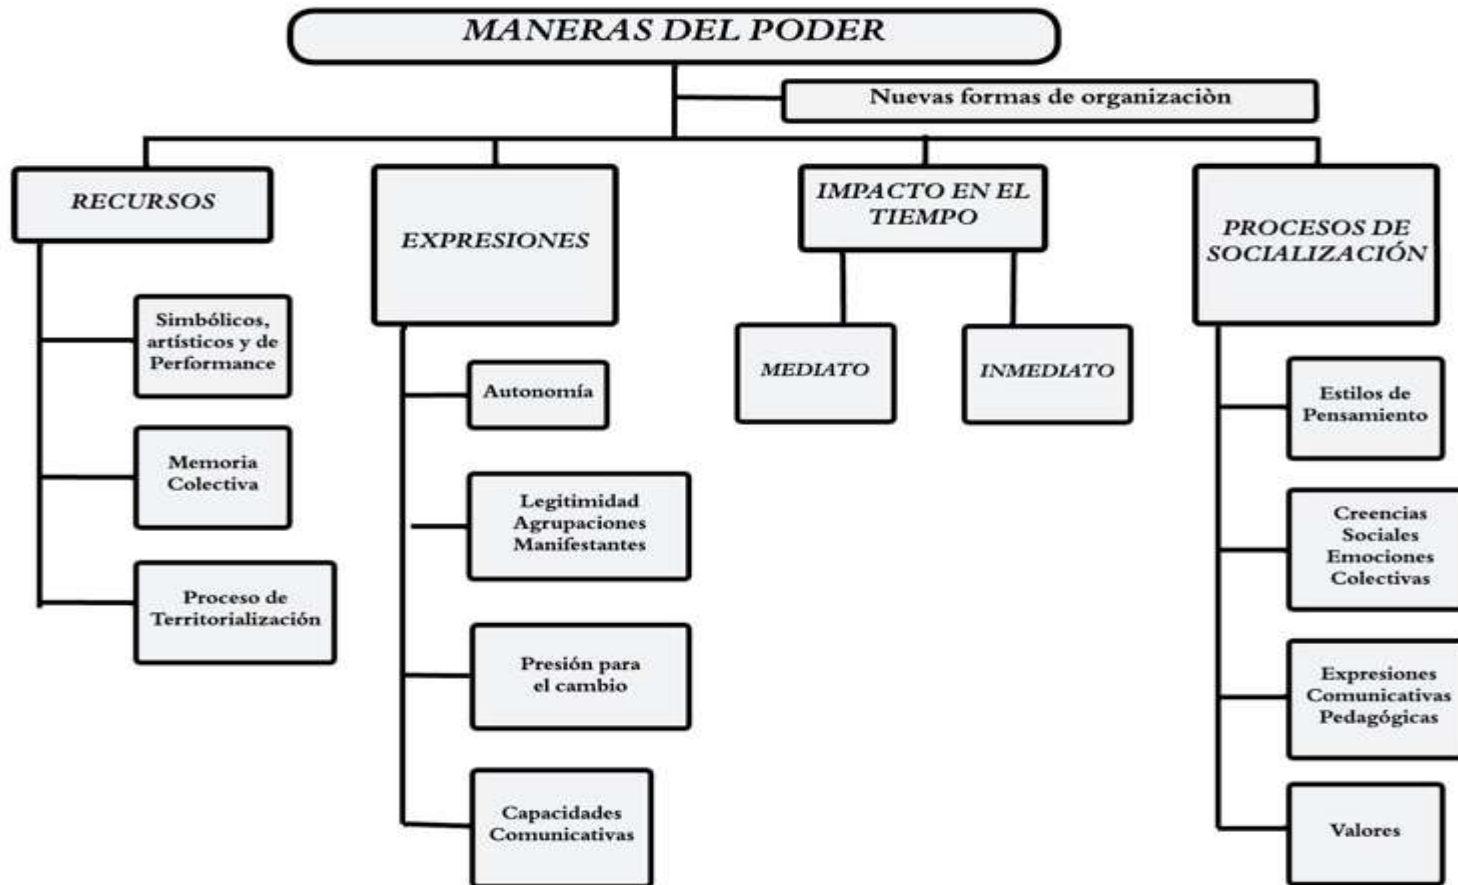 MANERAS DEL PODER
Nuevas formas de organizaciòn
RECURSOS
Simbólicos,
artísticos y de
Performance
Memoria
Colectiva
Proceso de
Territorialización
EXPRESIONES
Autonomía
Legitimidad
Agrupaciones
Manifestantes
Presión para
el cambio
Capacidades
Comunicativas
IMPACTO EN EL
TIEMPO
MEDIATO
INMEDIATO
PROCESOS DE
SOCIALIZACIÓN
Estilos de
Pensamiento
Creencias
Sociales
Emociones
Colectivas
Expresiones
Comunicativas
Pedagógicas
Valores